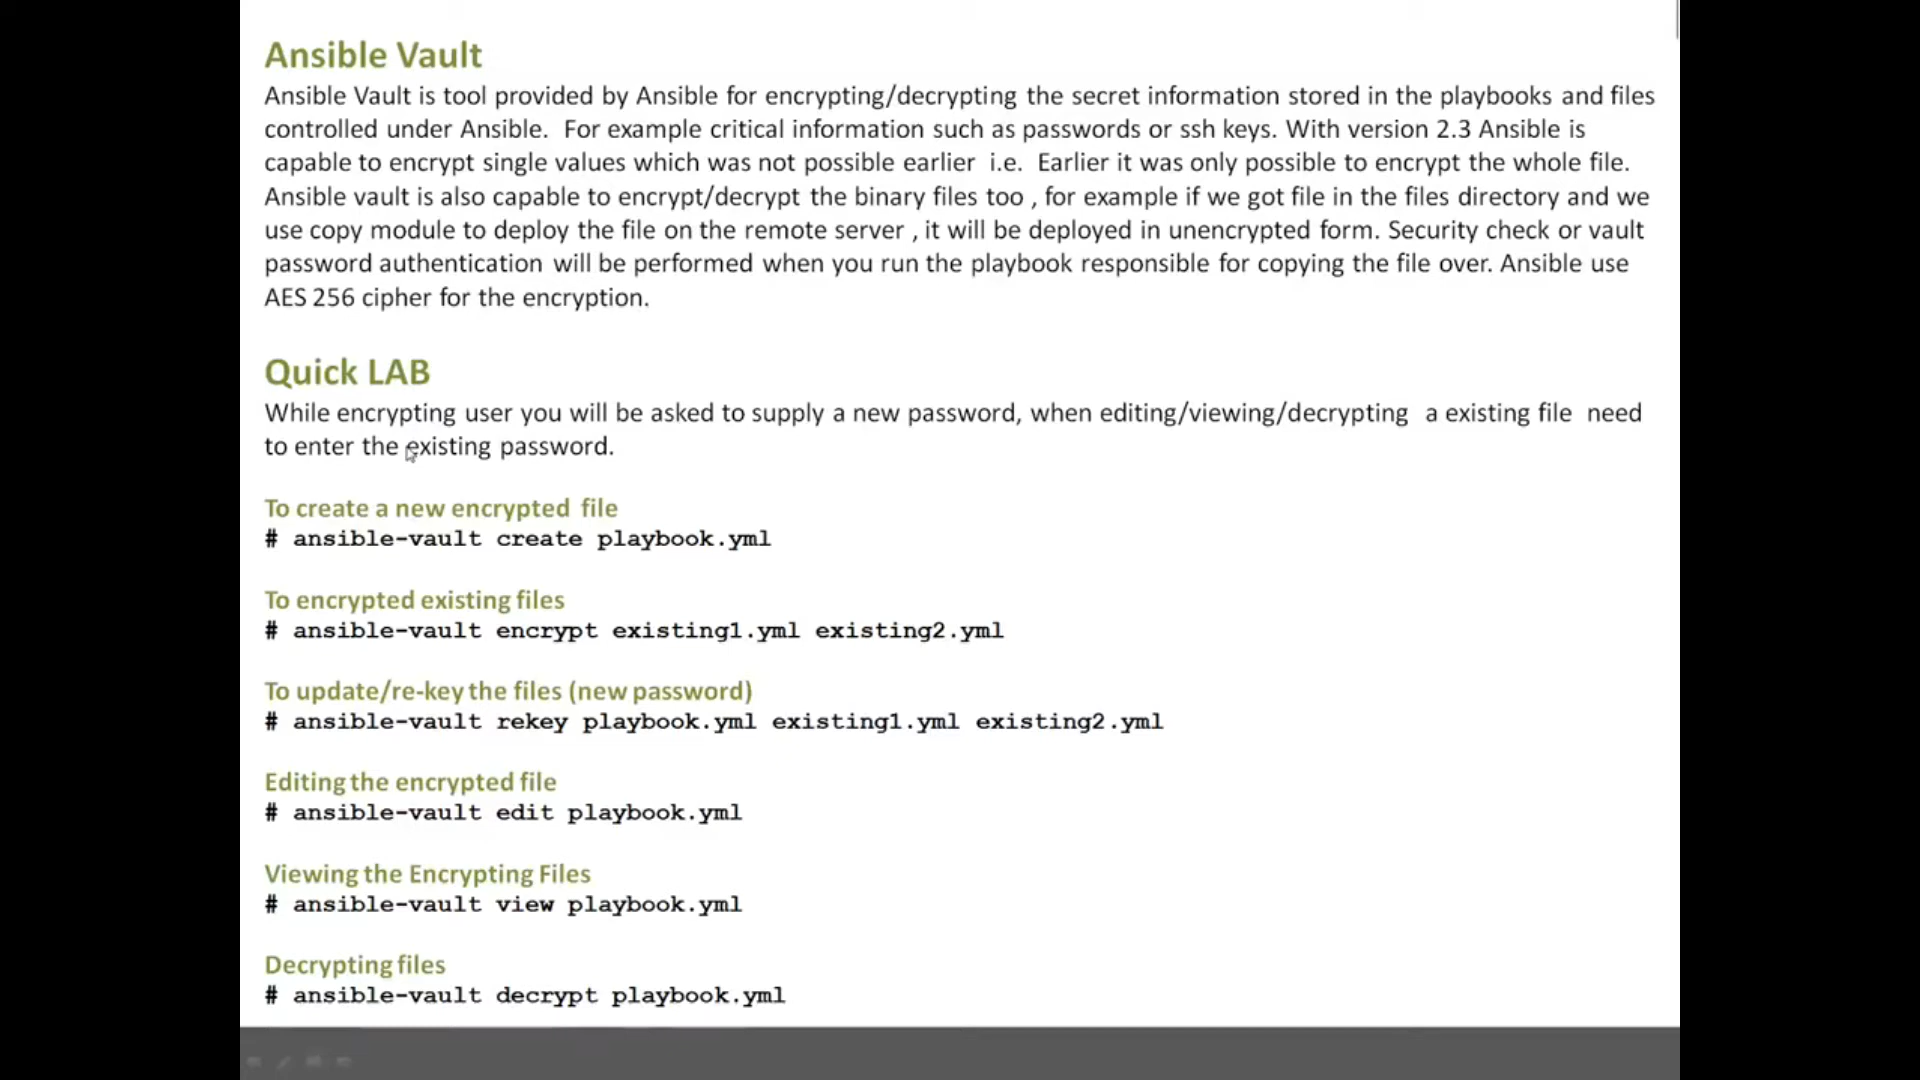 Ansible Vault
Ansible Vault is tool provided by Ansible for encrypting/decrypting the secret information stored in the playbooks and files
controlled under Ansible.  For example critical information such as passwords or ssh keys. With version 2.3 Ansible is
capable to encrypt single values which was not possible earlier  i.e.  Earlier it was only possible to encrypt the whole file.
Ansible vault is also capable to encrypt/decrypt the binary files too , for example if we got file in the files directory and we
use copy module to deploy the file on the remote server , it will be deployed in unencrypted form. Security check or vault
password authentication will be performed when you run the playbook responsible for copying the file over. Ansible use
AES 256 cipher for the encryption.
Quick LAB
While encrypting user you will be asked to supply a new password, when editing/viewing/decrypting  a existing file  need
to enter the existing password.
To create a new encrypted  file
# ansible-vault create playbook.yml
To encrypted existing files
# ansible-vault encrypt existing1.yml existing2.yml
To update/re-key the files (new password)
# ansible-vault rekey playbook.yml existing1.yml existing2.yml
Editing the encrypted file
# ansible-vault edit playbook.yml
Viewing the Encrypting Files
# ansible-vault view playbook.yml
Decrypting files
# ansible-vault decrypt playbook.yml